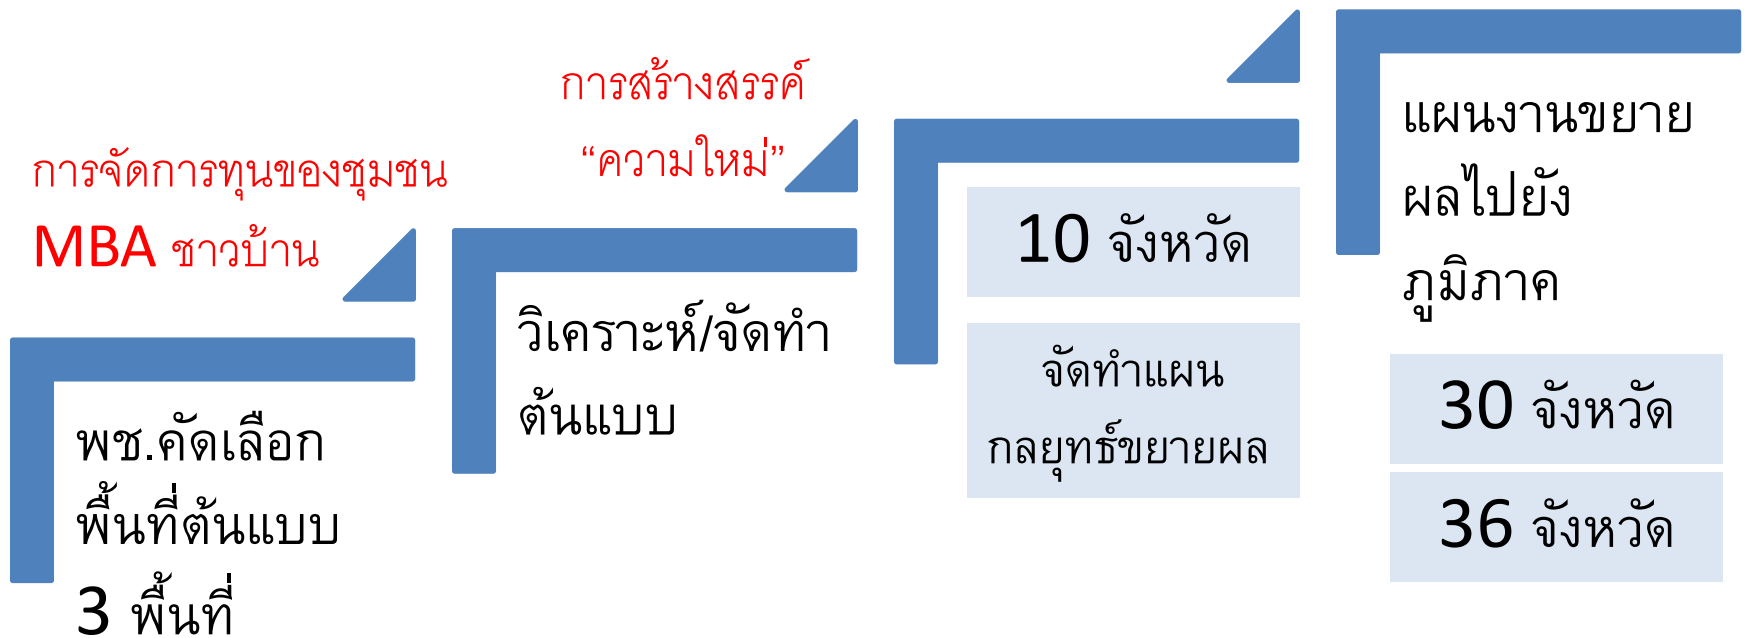 การจัดการทุนของชุมชน
MBA ชาวบ้าน
พช.คัดเลือก
พื้นที่ต้นแบบ
3 พื้นที่
การสร้างสรรค์
“ความใหม่”
วิเคราะห์/จัดทำ
ต้นแบบ
10 จังหวัด
จัดทำแผน
กลยุทธ์ขยายผล
แผนงานขยาย
ผลไปยัง
ภูมิภาค
30 จังหวัด
36 จังหวัด